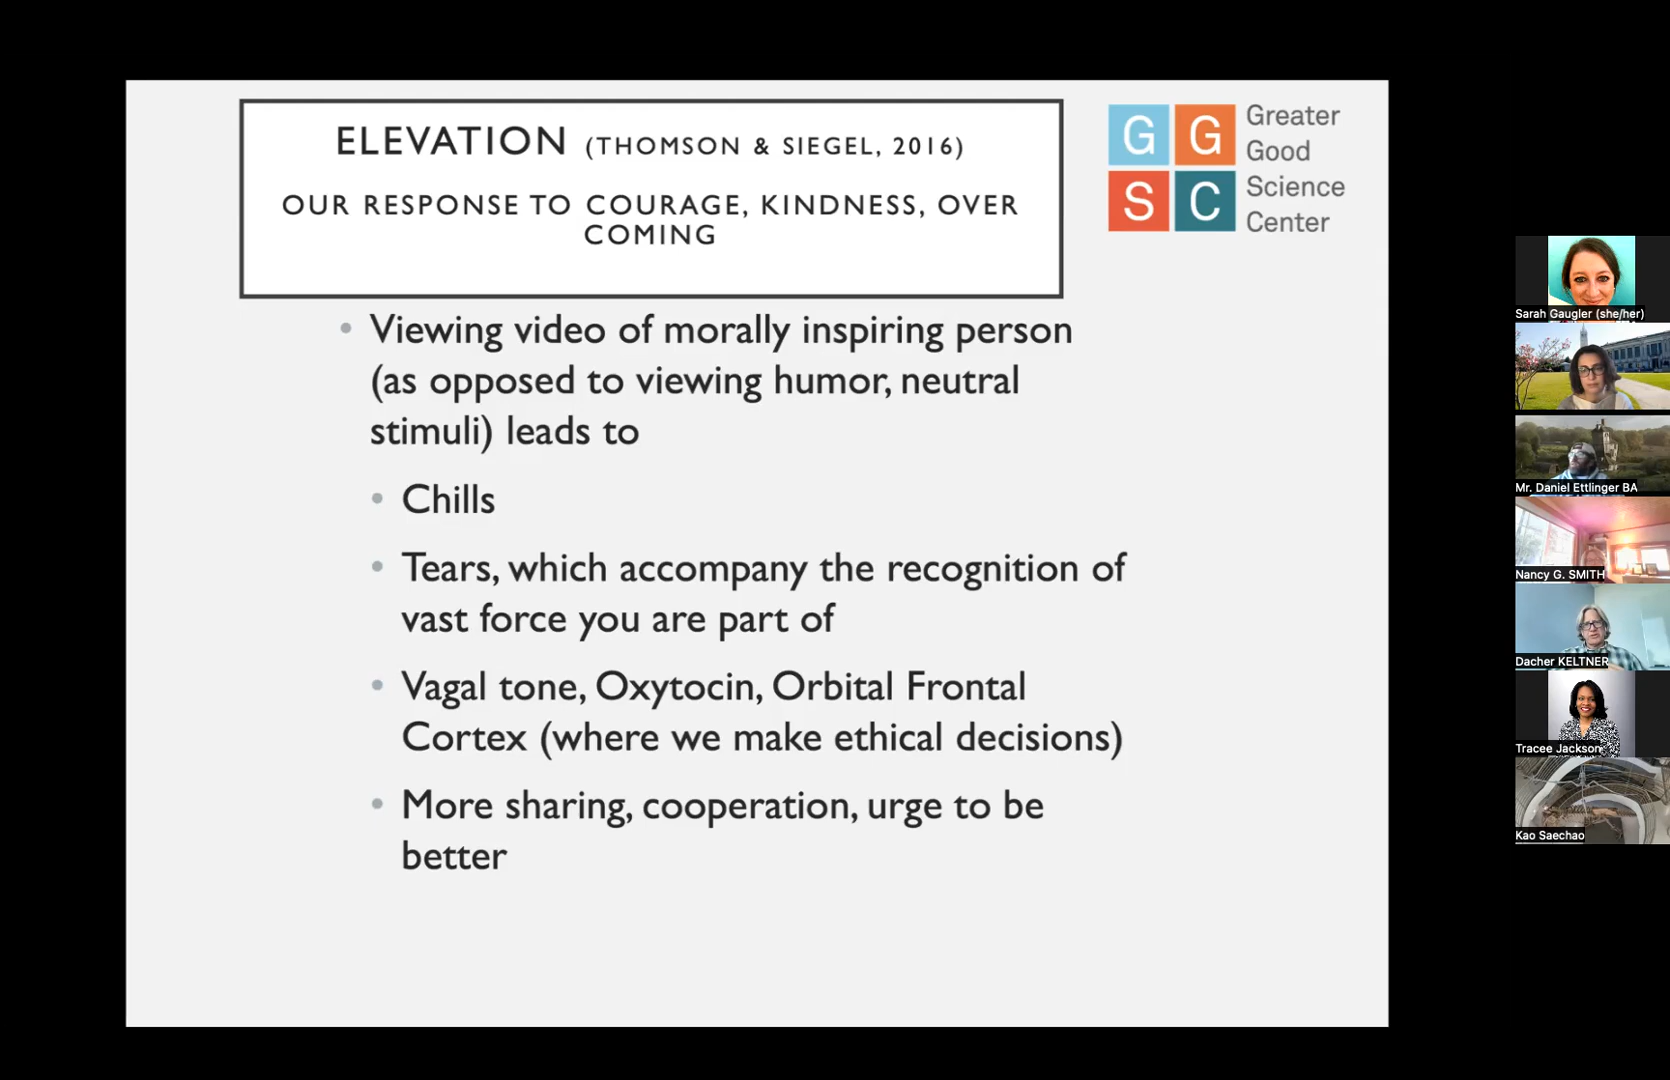 ELEVATION (THOMSON & SIEGEL, 2016)
OUR RESPONSE TO COURAGE, KINDNESS, OVER
COMING
G G
S C
Greater
Good
Science
Center
• Viewing video of morally inspiring person
(as opposed to viewing humor, neutral
stimuli) leads to
• Chills
• Tears, which accompany the recognition of
vast force you are part of
• Vagal tone, Oxytocin, Orbital Frontal
Cortex (where we make ethical decisions)
• More sharing, cooperation, urge to be
better
Sarah Gaugler (she/her)
Mr. Daniel Ettlinger BA
Nancy G. SMITH
Dacher KELTNER
Tracee Jackson
Kao Saechao